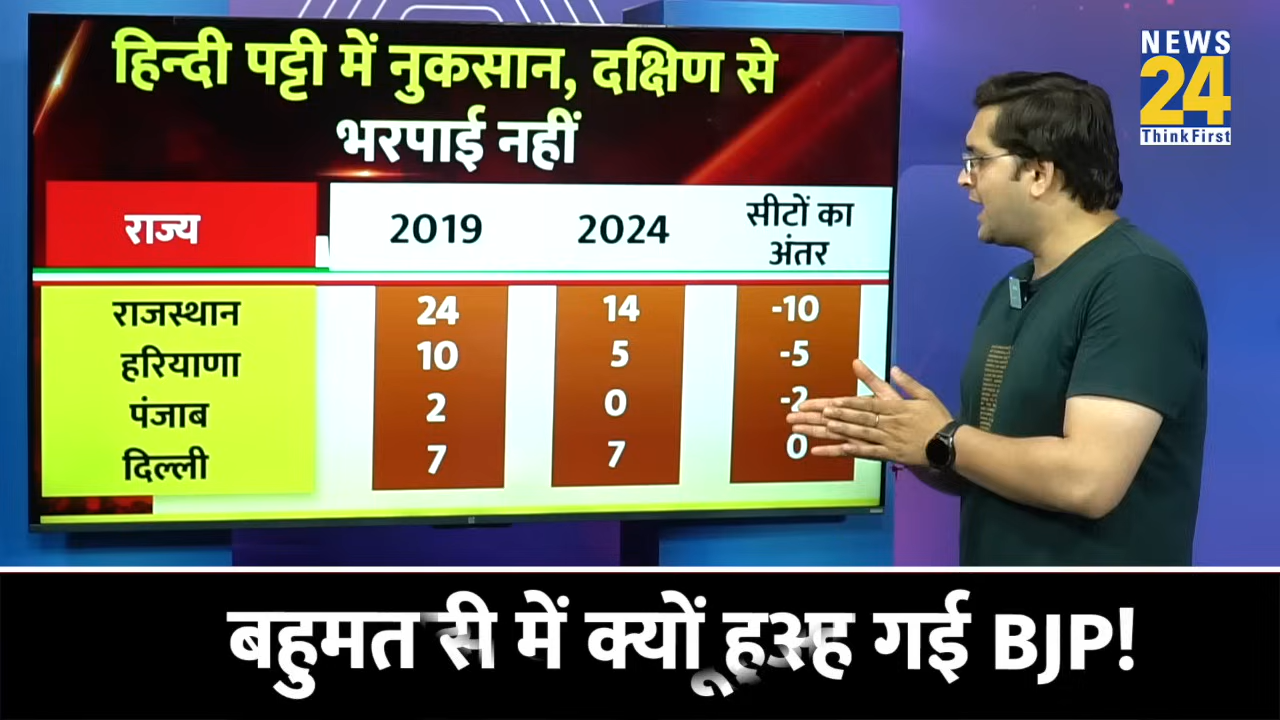 NEWS
24
ThinkFirst
हिन्दी पट्टी में नुकसान, दक्षिण से
भरपाई नहीं
राज्य 2019 2024 सीटों का अंतर
राजस्थान 24 14 -10
हरियाणा 10 5 -5
पंजाब 2 0 -2
दिल्ली 7 7 0
बहुमत में क्यों गई BJP!